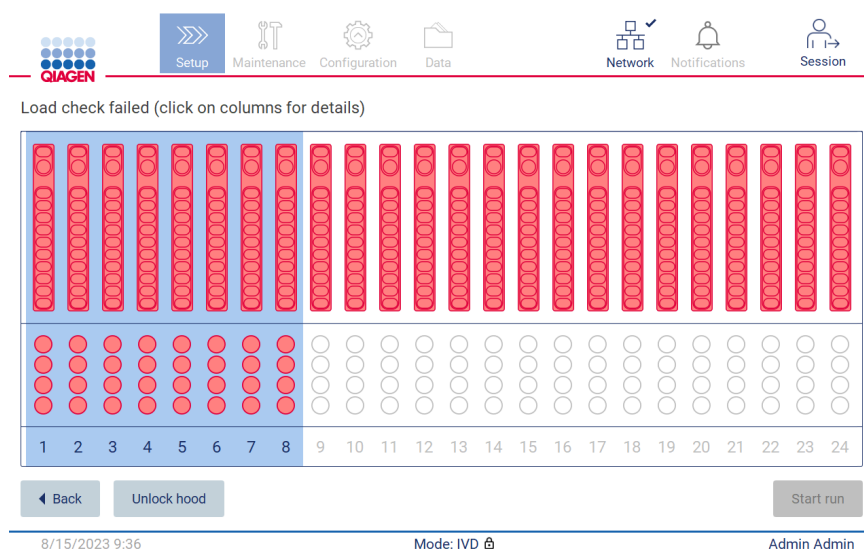 QIAGEN
Setup Maintenance Configuration Data Network Notifications Session
Load check failed (click on columns for details)
1 2 3 4 5 6 7 8 9 10 11 12 13 14 15 16 17 18 19 20 21 22 23 24
Back Unlock hood Start run
8/15/2023 9:36 Mode: IVD Admin Admin